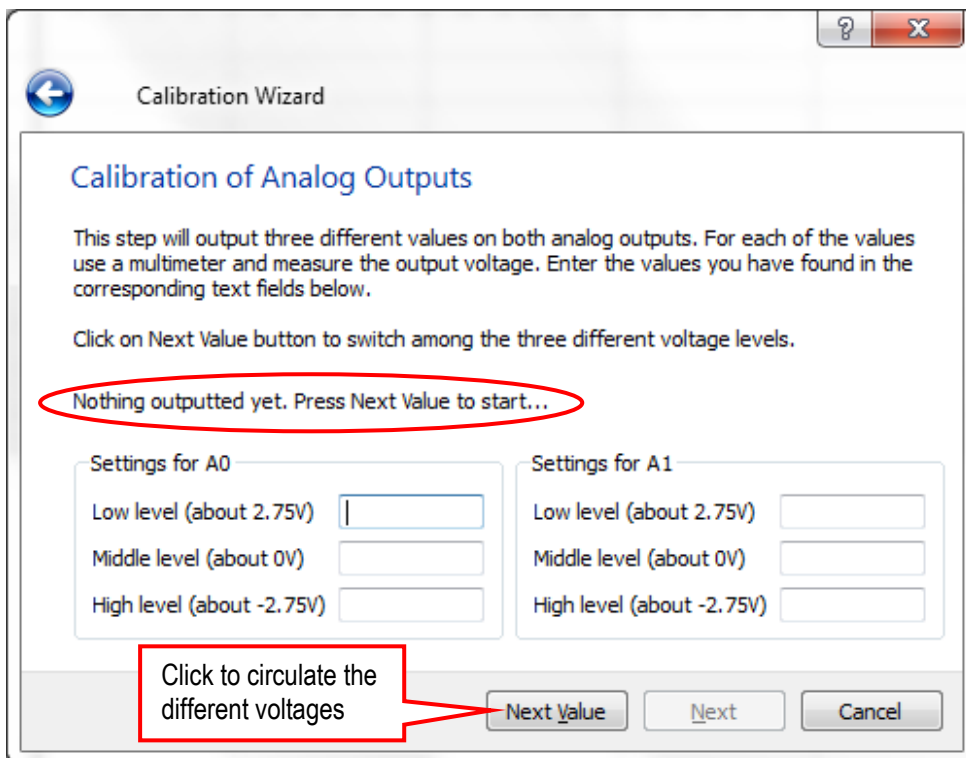 ?
X
Calibration Wizard
Calibration of Analog Outputs
This step will output three different values on both analog outputs. For each of the values
use a multimeter and measure the output voltage. Enter the values you have found in the
corresponding text fields below.
Click on Next Value button to switch among the three different voltage levels.
Nothing outputted yet. Press Next Value to start...
Settings for A0
Low level (about 2.75V)
Middle level (about 0V)
High level (about -2.75V)
Settings for A1
Low level (about 2.75V)
Middle level (about 0V)
High level (about -2.75V)
Click to circulate the
different voltages
Next Value
Next
Cancel